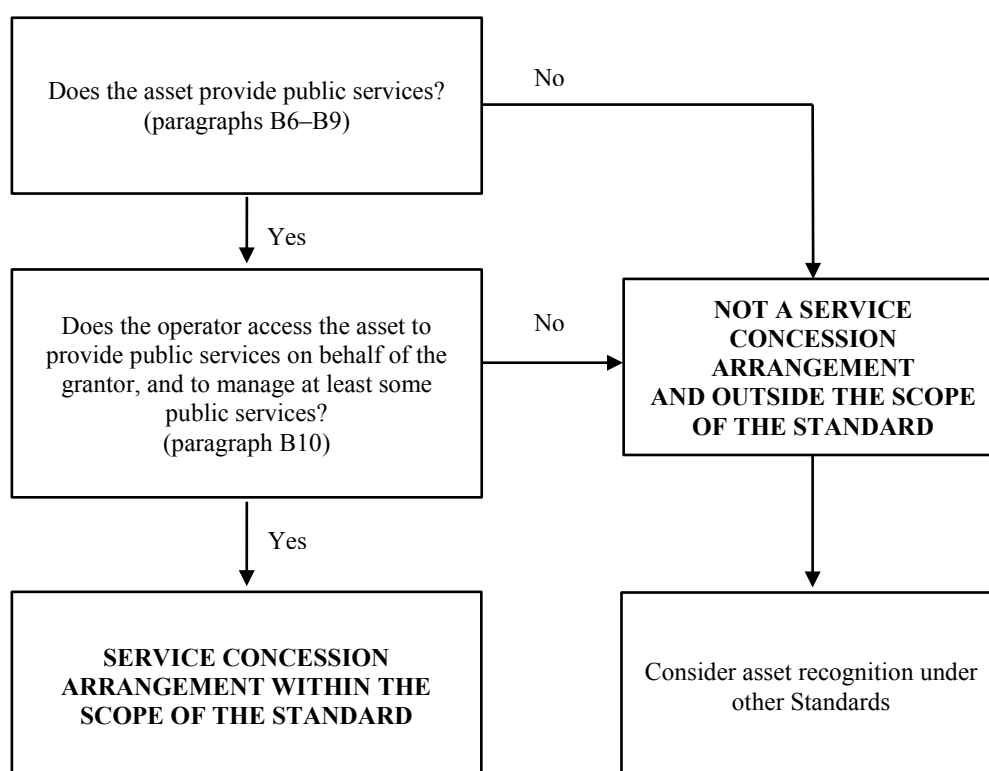 Does the asset provide public services?
(paragraphs B6–B9)
No
Yes
Does the operator access the asset to
provide public services on behalf of the
grantor, and to manage at least some
public services?
(paragraph B10)
No
NOT A SERVICE
CONCESSION
ARRANGEMENT
AND OUTSIDE THE SCOPE
OF THE STANDARD
Yes
SERVICE CONCESSION
ARRANGEMENT WITHIN THE
SCOPE OF THE STANDARD
Consider asset recognition under
other Standards